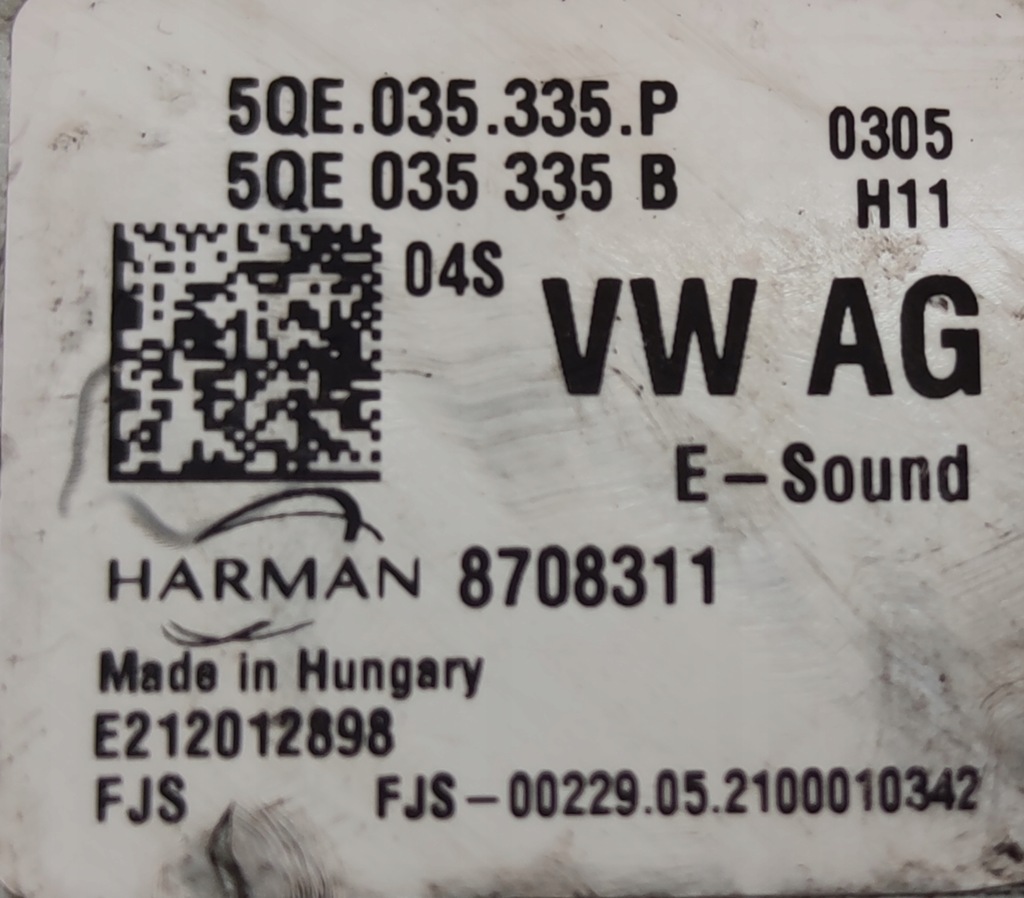 5QE.035.335.P
0305
5QE 035 335 B
H11
04S
VW AG
E-Sound
HARMAN 8708311
Made in Hungary
E212012898
FJS FJS-00229.05.2100010342